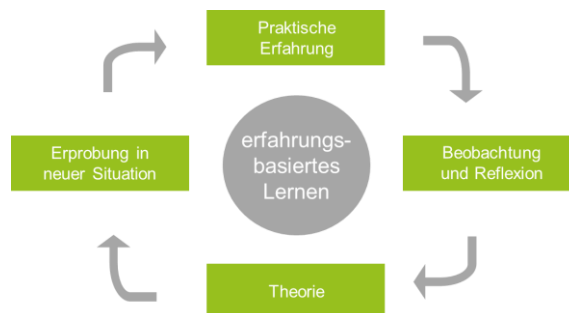 Praktische
Erfahrung
erfahrungs-
basiertes
Lernen
Erprobung in
neuer Situation
Beobachtung
und Reflexion
Theorie